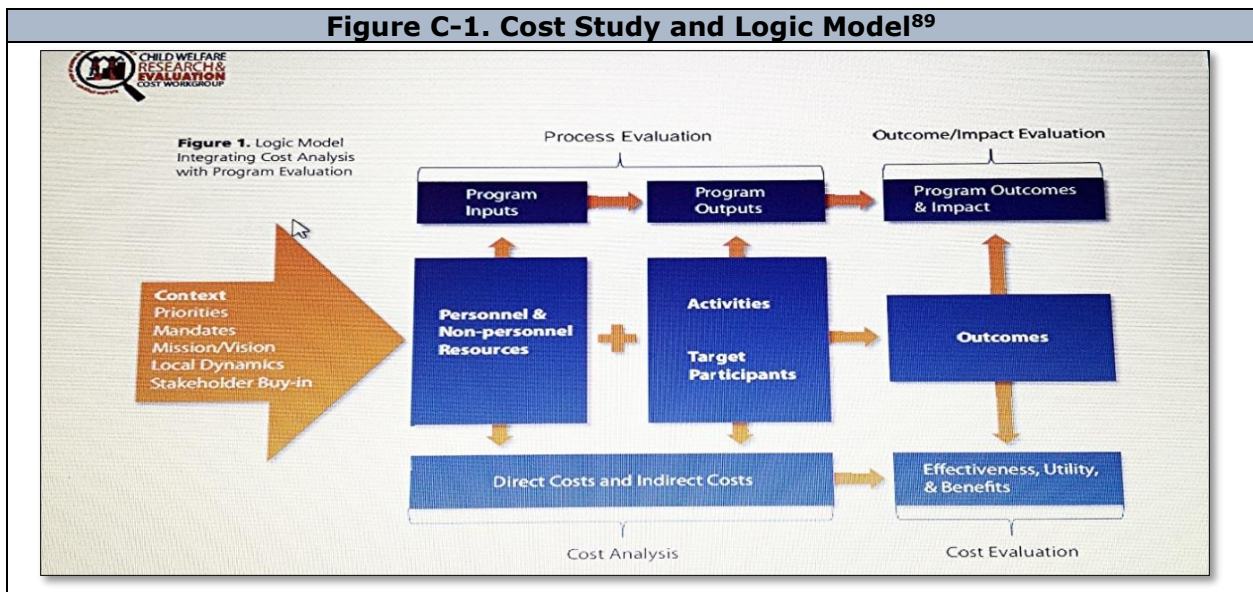 Figure C-1. Cost Study and Logic Model89
CHILD WELFARE
RESEARCH&
EVALUATION
COST WORKGROUP
Figure 1. Logic Model
Integrating Cost Analysis
with Program Evaluation
Process Evaluation
Outcome/Impact Evaluation
Program
Inputs
Program
Outputs
Program Outcomes
& Impact
Context
Priorities
Mandates
Mission/Vision
Local Dynamics
Stakeholder Buy-in
Personnel &
Non-personnel
Resources
Activities
Target
Participants
Outcomes
Direct Costs and Indirect Costs
Effectiveness, Utility,
& Benefits
Cost Analysis
Cost Evaluation